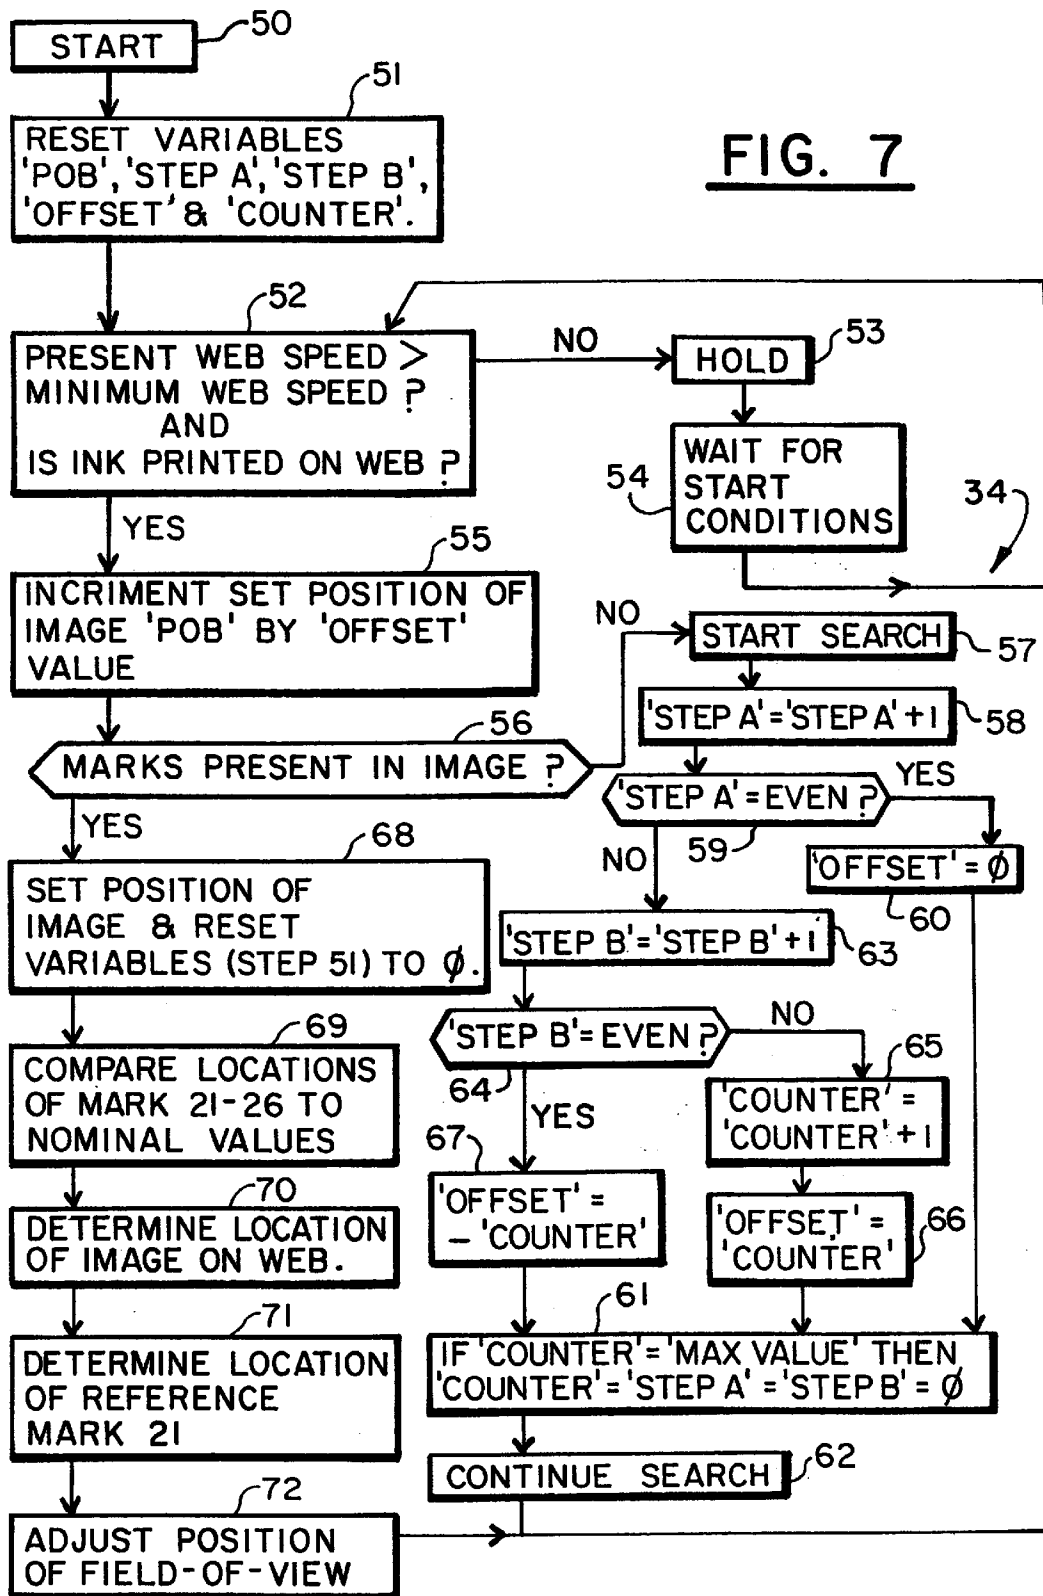 50
START
51
RESET VARIABLES
'POB', 'STEP A', 'STEP B',
'OFFSET' & 'COUNTER'.
FIG. 7
52
PRESENT WEB SPEED >
MINIMUM WEB SPEED ?
AND
IS INK PRINTED ON WEB ?
NO
53
HOLD
54
WAIT FOR
START
CONDITIONS
34
YES
55
INCRIMENT SET POSITION OF
IMAGE 'POB' BY 'OFFSET'
VALUE
NO
START SEARCH
57
'STEP A' = 'STEP A' + 1
58
56
MARKS PRESENT IN IMAGE ?
'STEP A' = EVEN ?
YES
59
NO
'OFFSET' = ϕ
60
YES
68
SET POSITION OF
IMAGE & RESET
VARIABLES (STEP 51) TO ϕ.
'STEP B' = 'STEP B' + 1
63
'STEP B' = EVEN ?
NO
64
65
'COUNTER' =
'COUNTER' + 1
69
COMPARE LOCATIONS
OF MARK 21-26 TO
NOMINAL VALUES
YES
67
'OFFSET' =
- 'COUNTER'
'OFFSET' =
'COUNTER'
66
70
DETERMINE LOCATION
OF IMAGE ON WEB.
61
IF 'COUNTER' = 'MAX VALUE' THEN
'COUNTER' = 'STEP A' = 'STEP B' = ϕ
71
DETERMINE LOCATION
OF REFERENCE
MARK 21
CONTINUE SEARCH
62
72
ADJUST POSITION
OF FIELD-OF-VIEW